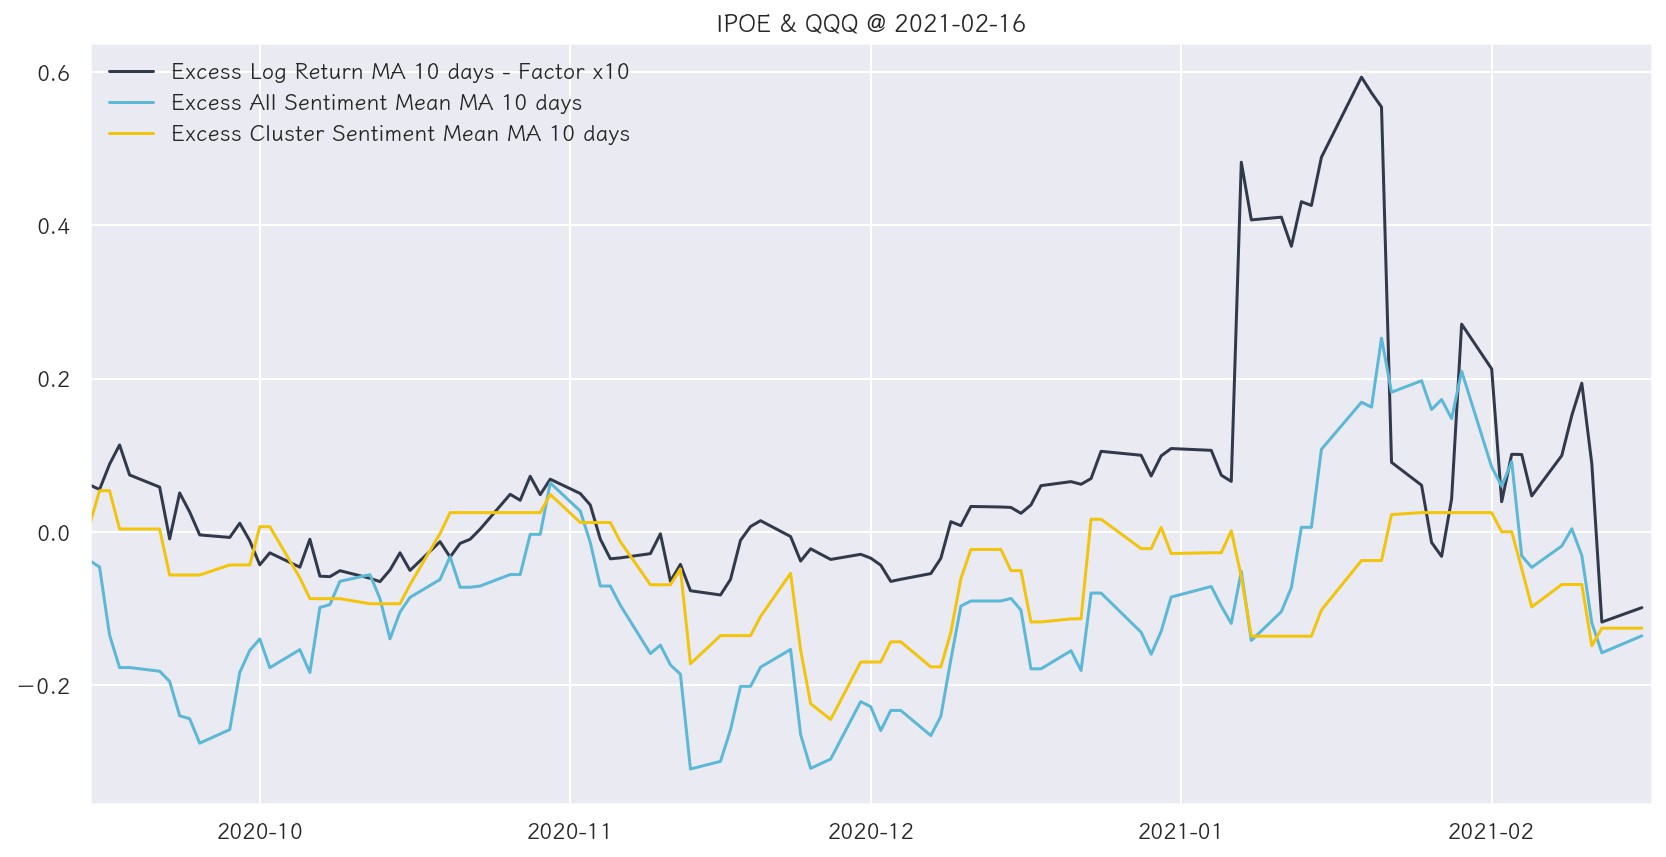 IPOE & QQQ @ 2021-02-16
Excess Log Return MA 10 days - Factor x10
Excess All Sentiment Mean MA 10 days
Excess Cluster Sentiment Mean MA 10 days
0.6
0.4
0.2
0.0
−0.2
2020-10 2020-11 2020-12 2021-01 2021-02